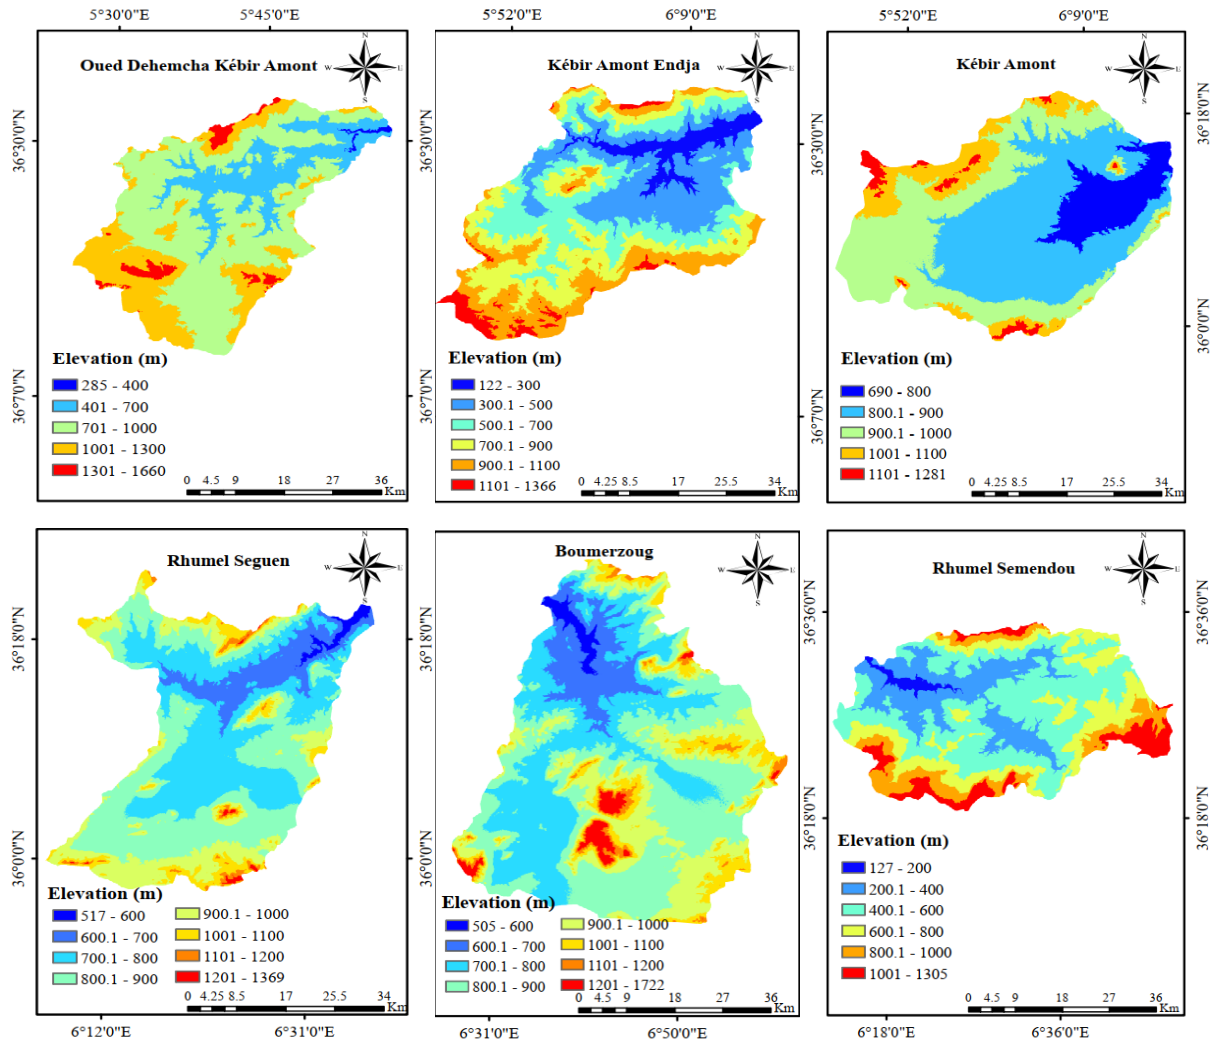 5°30'0"E 5°45'0"E
5°52'0"E 6°9'0"E
5°52'0"E 6°9'0"E
Oued Dehemcha Kébir Amont
N
W E
S
36°30'0"N
36°7'0"N
Elevation (m)
285 - 400
401 - 700
701 - 1000
1001 - 1300
1301 - 1660
0 4.5 9 18 27 36
Km
Kébir Amont Endja
N
W E
S
36°30'0"N
36°7'0"N
Elevation (m)
122 - 300
300.1 - 500
500.1 - 700
700.1 - 900
900.1 - 1100
1101 - 1366
0 4.25 8.5 17 25.5 34
Km
Kébir Amont
N
W E
S
36°18'0"N
36°0'0"N
Elevation (m)
690 - 800
800.1 - 900
900.1 - 1000
1001 - 1100
1101 - 1281
0 4.25 8.5 17 25.5 34
Km
Rhumel Seguen
N
W E
S
36°18'0"N
36°0'0"N
Elevation (m)
517 - 600
600.1 - 700
700.1 - 800
800.1 - 900
900.1 - 1000
1001 - 1100
1101 - 1200
1201 - 1369
0 4.25 8.5 17 25.5 34
Km
6°12'0"E 6°31'0"E
Boumerzoug
N
W E
S
36°18'0"N
36°0'0"N
Elevation (m)
505 - 600
600.1 - 700
700.1 - 800
800.1 - 900
900.1 - 1000
1001 - 1100
1101 - 1200
1201 - 1722
0 4.5 9 18 27 36
Km
6°31'0"E 6°50'0"E
Rhumel Semendou
N
W E
S
36°36'0"N
36°36'0"N
36°18'0"N
36°18'0"N
Elevation (m)
127 - 200
200.1 - 400
400.1 - 600
600.1 - 800
800.1 - 1000
1001 - 1305
0 4.5 9 18 27 36
Km
6°18'0"E 6°36'0"E